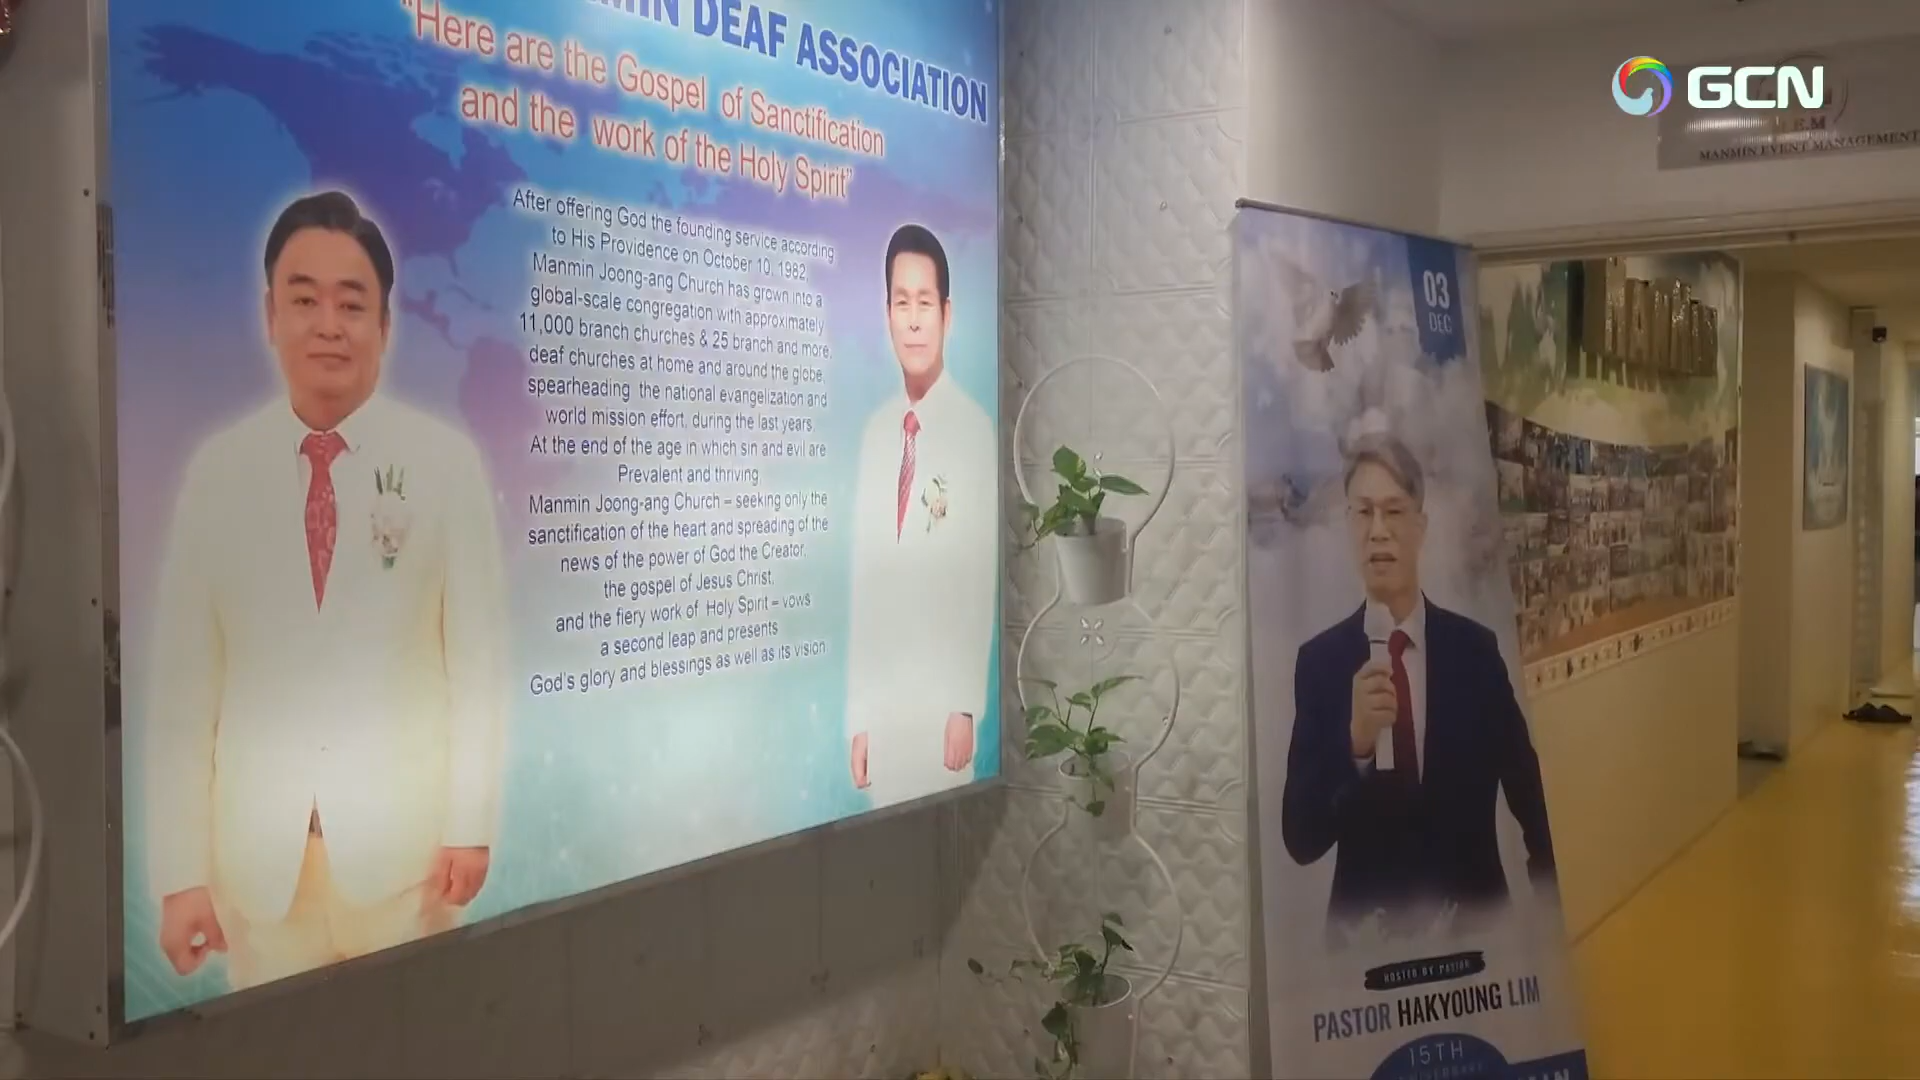 MIN DEAF ASSOCIATION
"Here are the Gospel of Sanctification
and the work of the Holy Spirit"
After offering God the founding service according
to His Providence on October 10, 1982,
Manmin Joong-ang Church has grown into a
global-scale congregation with approximately
11,000 branch churches & 25 branch and more,
deaf churches at home and around the globe,
spearheading the national evangelization and
world mission effort, during the last years.
At the end of the age in which sin and evil are
Prevalent and thriving
Manmin Joong-ang Church – seeking only the
sanctification of the heart and spreading of the
news of the power of God the Creator,
the gospel of Jesus Christ,
and the fiery work of Holy Spirit – vows
a second leap and presents
God's glory and blessings as well as its vision
GCN
E.M
MANMIN EVENT MANAGEMENT
03
DEC
HOSTED BY PASTOR
PASTOR HAKYOUNG LIM
15TH